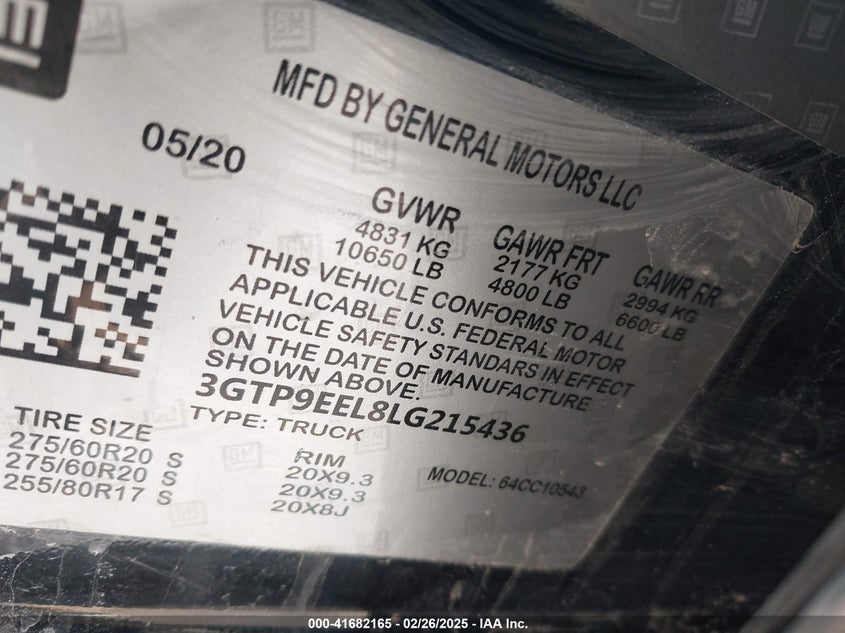 MFD BY GENERAL MOTORS LLC
05/20
GVWR
4831 KG
10650 LB
GAWR FRT
2177 KG
4800 LB
GAWR RR
2994 KG
6600 LB
THIS VEHICLE CONFORMS TO ALL
APPLICABLE U.S. FEDERAL MOTOR
VEHICLE SAFETY STANDARDS IN EFFECT
ON THE DATE OF MANUFACTURE
SHOWN ABOVE.
3GTP9EEL8LG215436
TYPE: TRUCK
MODEL: 64CC10543
TIRE SIZE
275/60R20 S
275/60R20 S
255/80R17 S
RIM
20X9.3
20X9.3
20X8J
GM
000-41682165 - 02/26/2025 - IAA Inc.